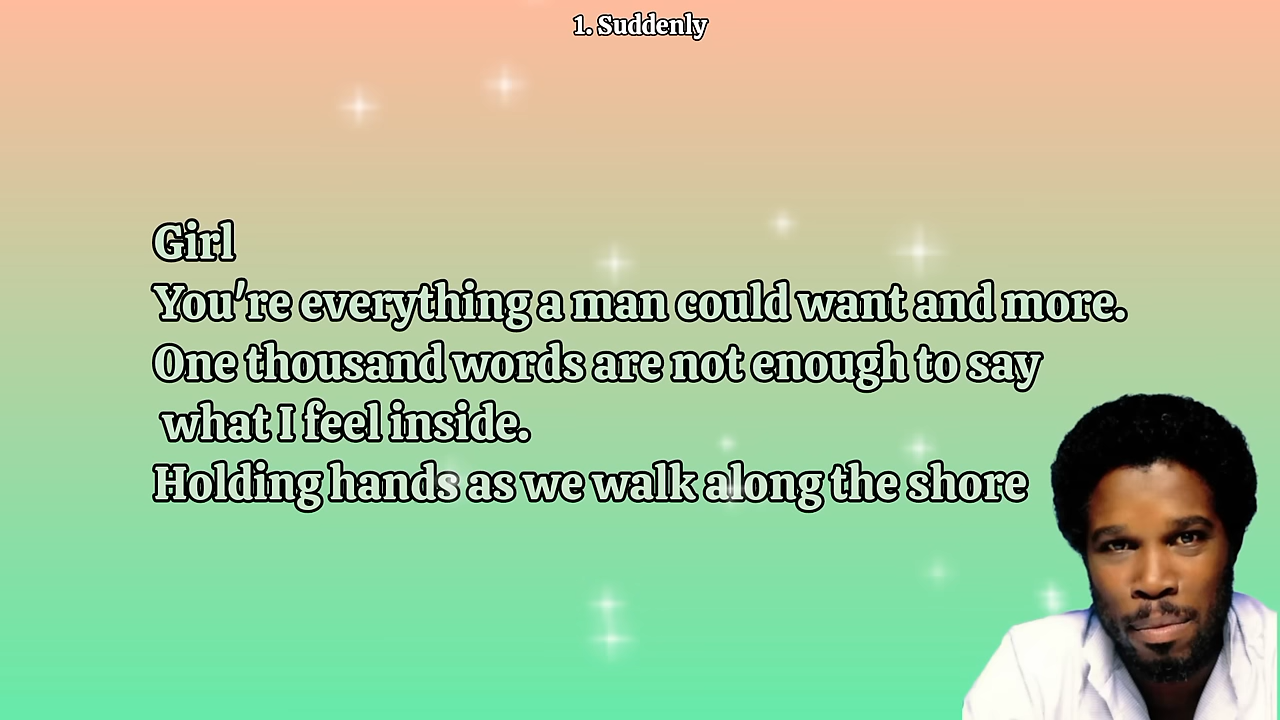 1. Suddenly
Girl
You're everything a man could want and more.
One thousand words are not enough to say
what I feel inside.
Holding hands as we walk along the shore